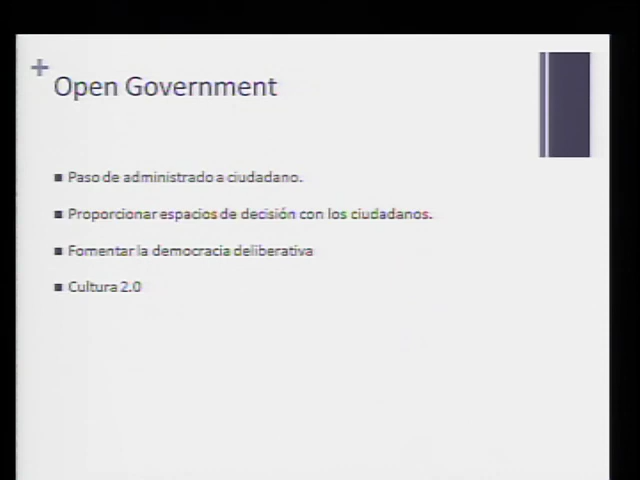 Open Government
Paso de administrado a ciudadano.
Proporcionar espacios de decisión con los ciudadanos.
Fomentar la democracia deliberativa
Cultura 2.0